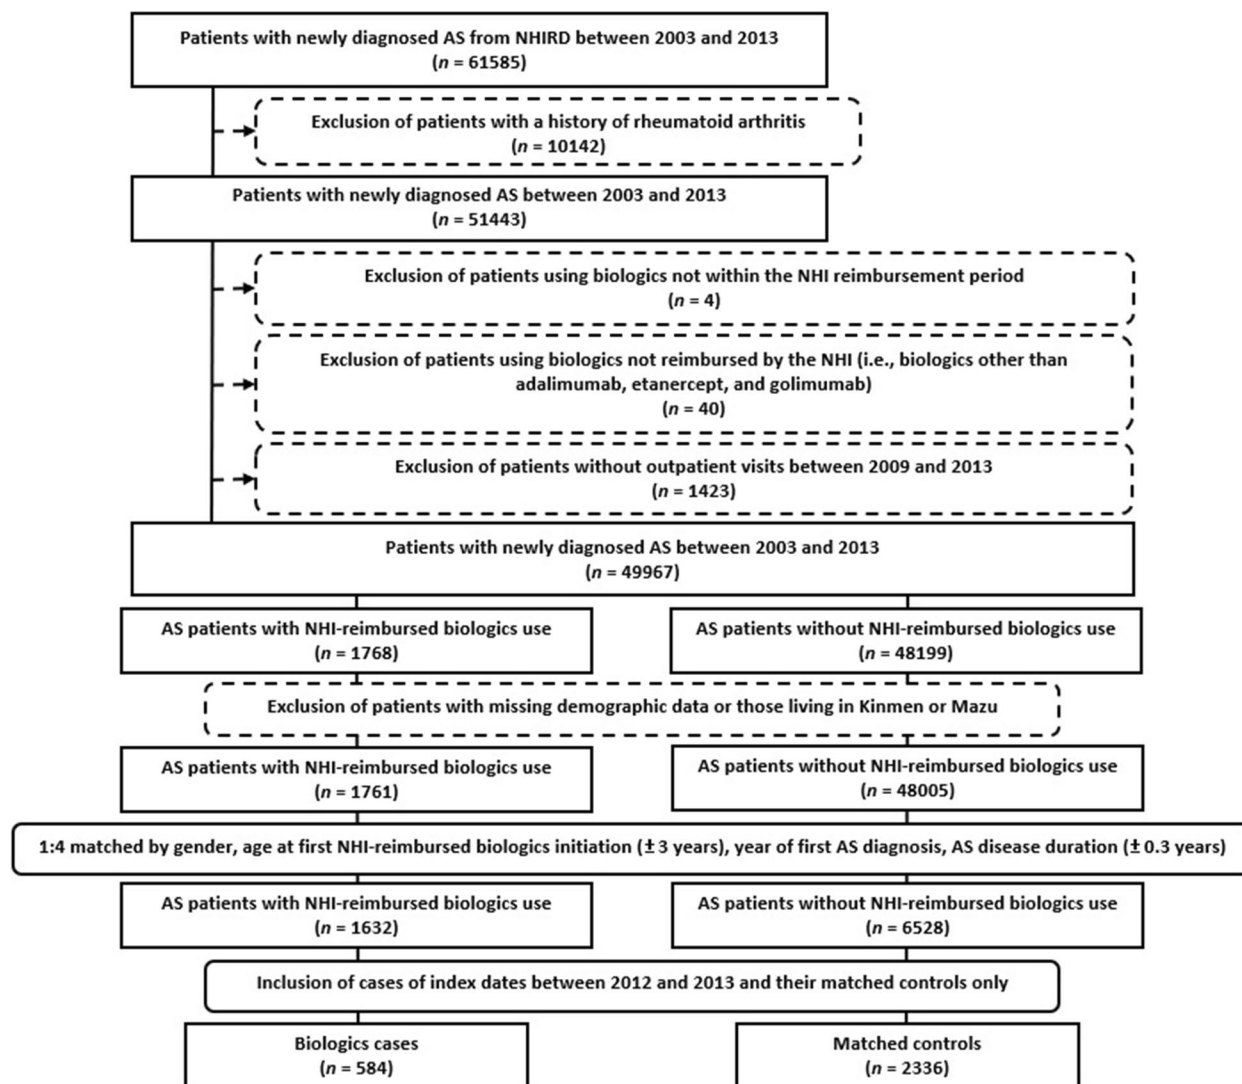 Patients with newly diagnosed AS from NHIRD between 2003 and 2013
(n = 61585)
Exclusion of patients with a history of rheumatoid arthritis
(n = 10142)
Patients with newly diagnosed AS between 2003 and 2013
(n = 51443)
Exclusion of patients using biologics not within the NHI reimbursement period
(n = 4)
Exclusion of patients using biologics not reimbursed by the NHI (i.e., biologics other than
adalimumab, etanercept, and golimumab)
(n = 40)
Exclusion of patients without outpatient visits between 2009 and 2013
(n = 1423)
Patients with newly diagnosed AS between 2003 and 2013
(n = 49967)
AS patients with NHI-reimbursed biologics use
(n = 1768)
AS patients without NHI-reimbursed biologics use
(n = 48199)
Exclusion of patients with missing demographic data or those living in Kinmen or Mazu
AS patients with NHI-reimbursed biologics use
(n = 1761)
AS patients without NHI-reimbursed biologics use
(n = 48005)
1:4 matched by gender, age at first NHI-reimbursed biologics initiation (± 3 years), year of first AS diagnosis, AS disease duration (± 0.3 years)
AS patients with NHI-reimbursed biologics use
(n = 1632)
AS patients without NHI-reimbursed biologics use
(n = 6528)
Inclusion of cases of index dates between 2012 and 2013 and their matched controls only
Biologics cases
(n = 584)
Matched controls
(n = 2336)